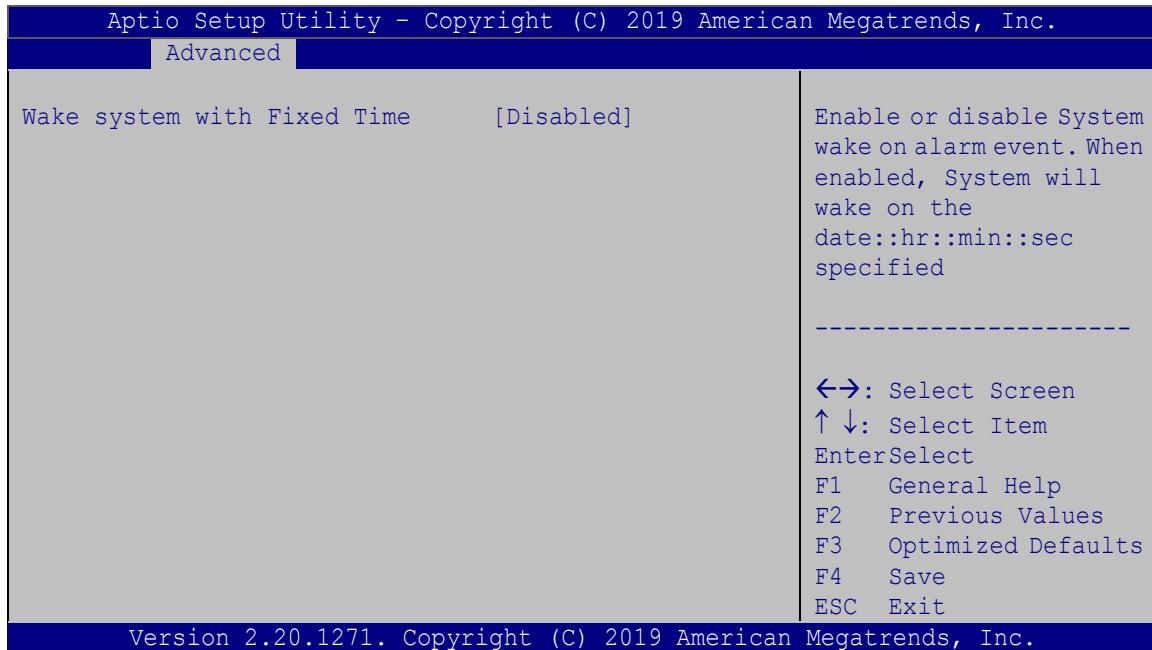 Aptio Setup Utility – Copyright (C) 2019 American Megatrends, Inc.
Advanced
Wake system with Fixed Time [Disabled]
Enable or disable System
wake on alarm event. When
enabled, System will
wake on the
date::hr::min::sec
specified
----------------------
←→: Select Screen
↑ ↓: Select Item
EnterSelect
F1 General Help
F2 Previous Values
F3 Optimized Defaults
F4 Save
ESC Exit
Version 2.20.1271. Copyright (C) 2019 American Megatrends, Inc.